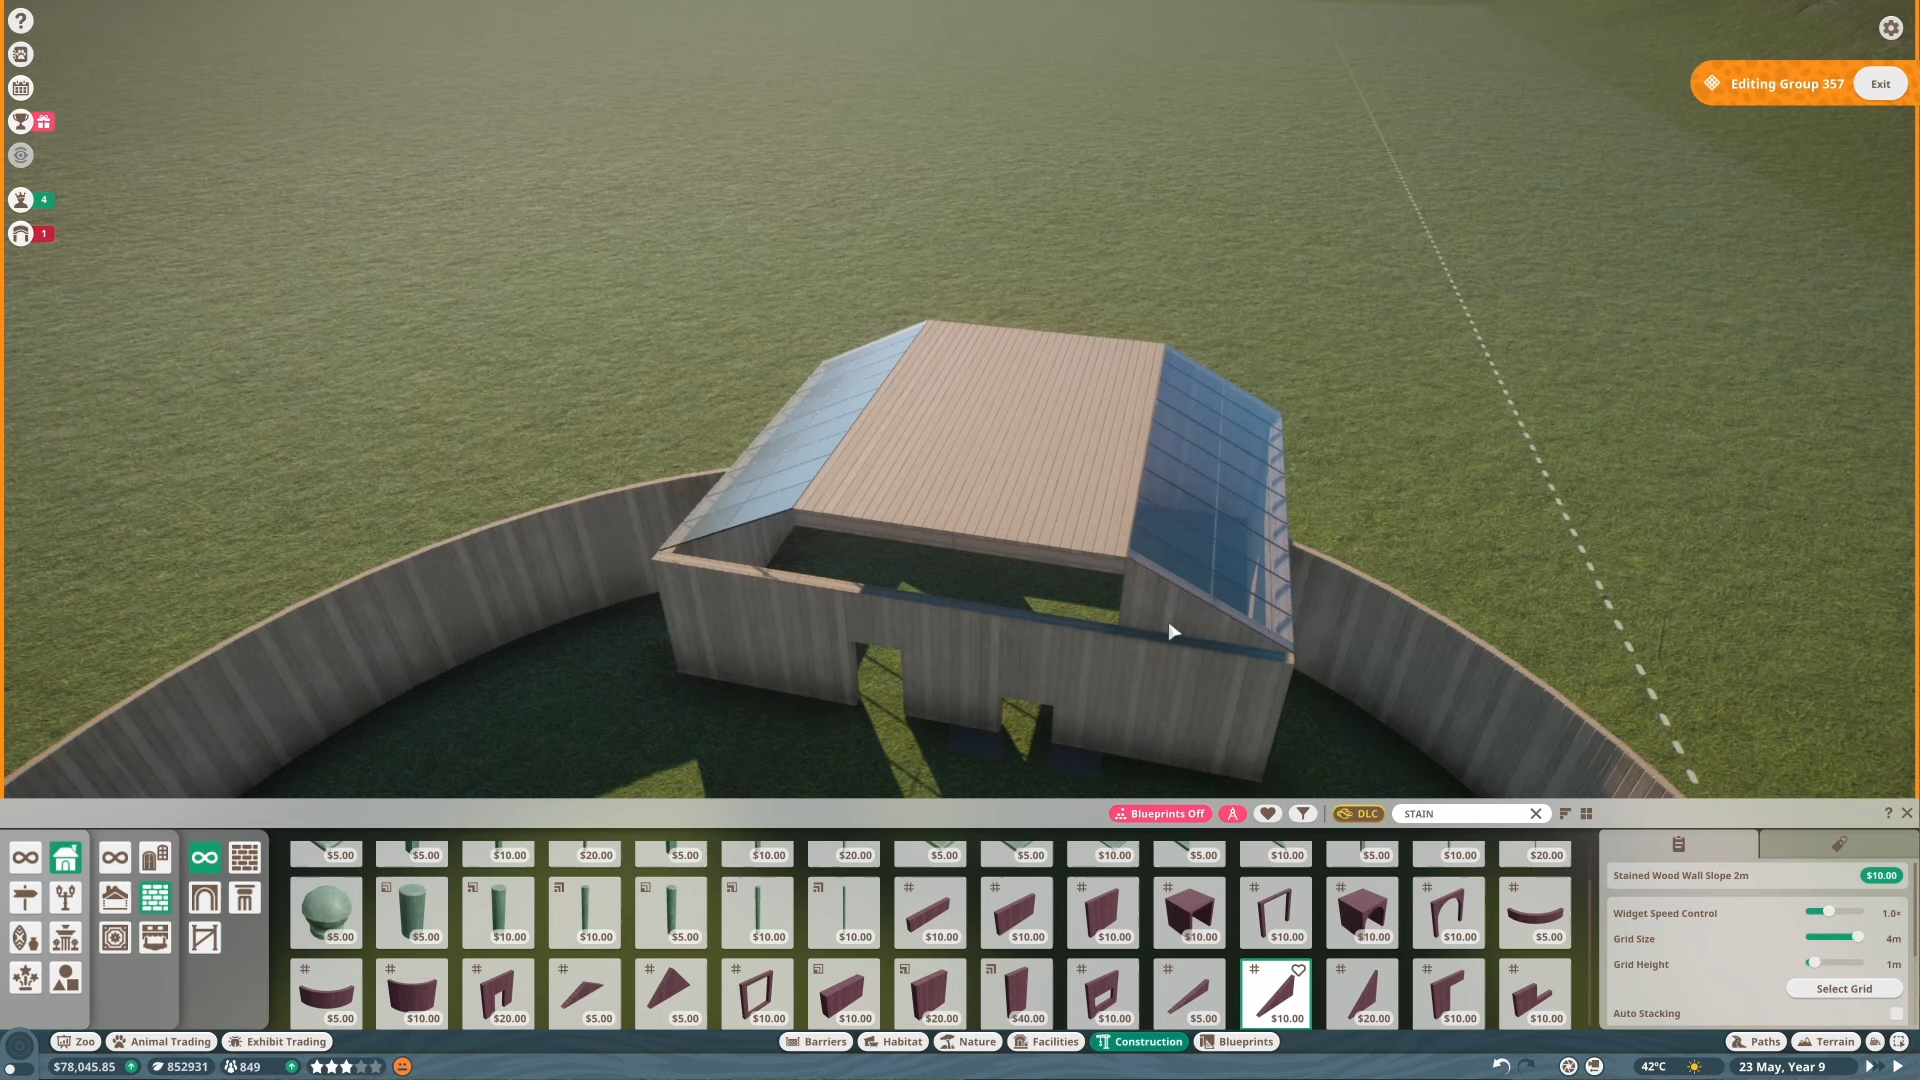 Editing Group 357 Exit
4
1
Blueprints Off DLC STAIN
$5.00 $5.00 $10.00 $20.00 $5.00 $10.00 $20.00 $5.00 $5.00 $10.00 $5.00 $10.00 $5.00 $10.00 $20.00
$5.00 $5.00 $10.00 $10.00 $5.00 $10.00 $10.00 $10.00 $10.00 $10.00 $10.00 $10.00 $10.00 $10.00 $5.00
$5.00 $10.00 $20.00 $5.00 $5.00 $10.00 $10.00 $20.00 $40.00 $10.00 $5.00 $10.00 $20.00 $10.00 $10.00
Stained Wood Wall Slope 2m $10.00
Widget Speed Control 1.0×
Grid Size 4m
Grid Height 1m
Select Grid
Auto Stacking
Zoo Animal Trading Exhibit Trading Barriers Habitat Nature Facilities Construction Blueprints Paths Terrain
$78,045.85 852931 849 42°C 23 May, Year 9